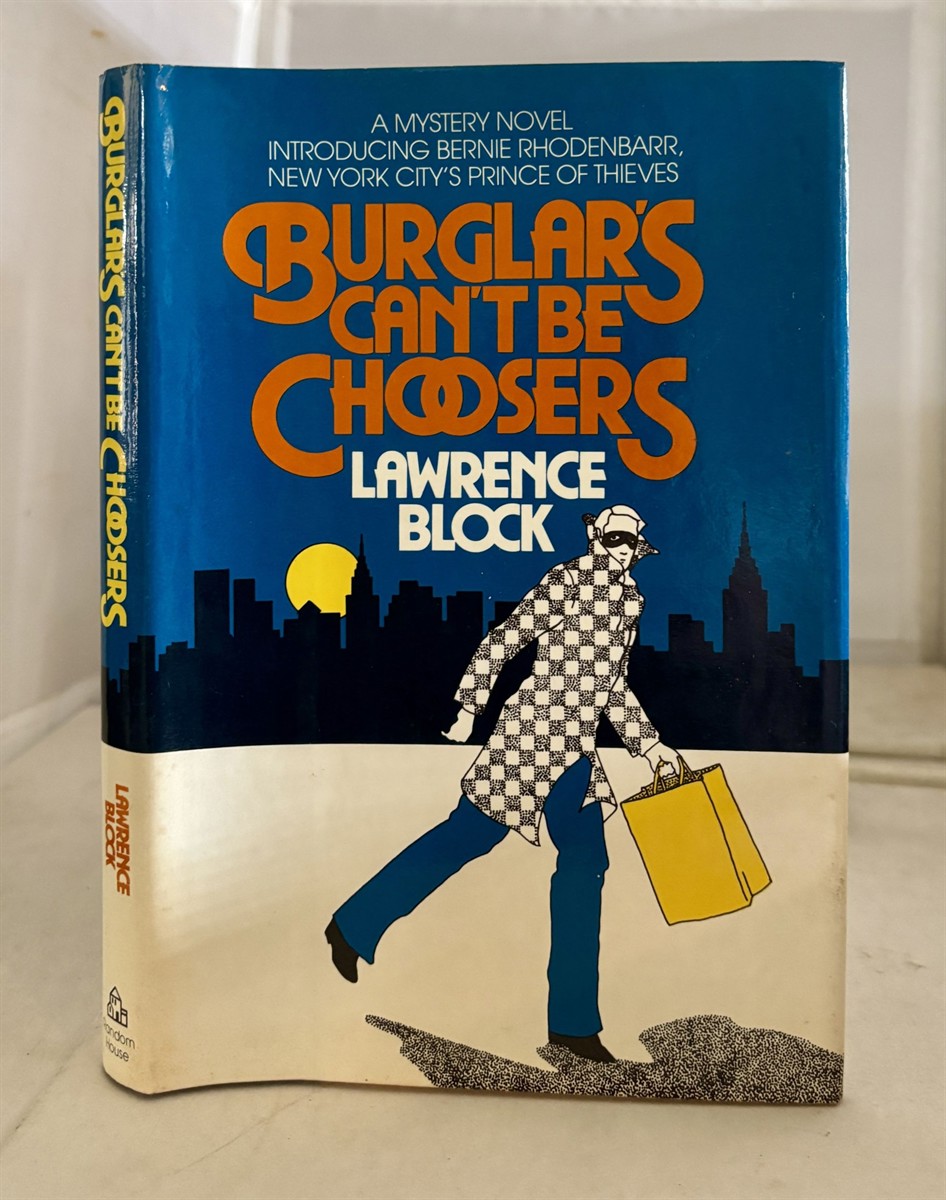 A MYSTERY NOVEL
INTRODUCING BERNIE RHODENBARR,
NEW YORK CITY'S PRINCE OF THIEVES
BURGLAR'S
CAN'T BE
CHOOSERS
LAWRENCE
BLOCK
BURGLARS CAN'T BE CHOOSERS
LAWRENCE
BLOCK
Random
House